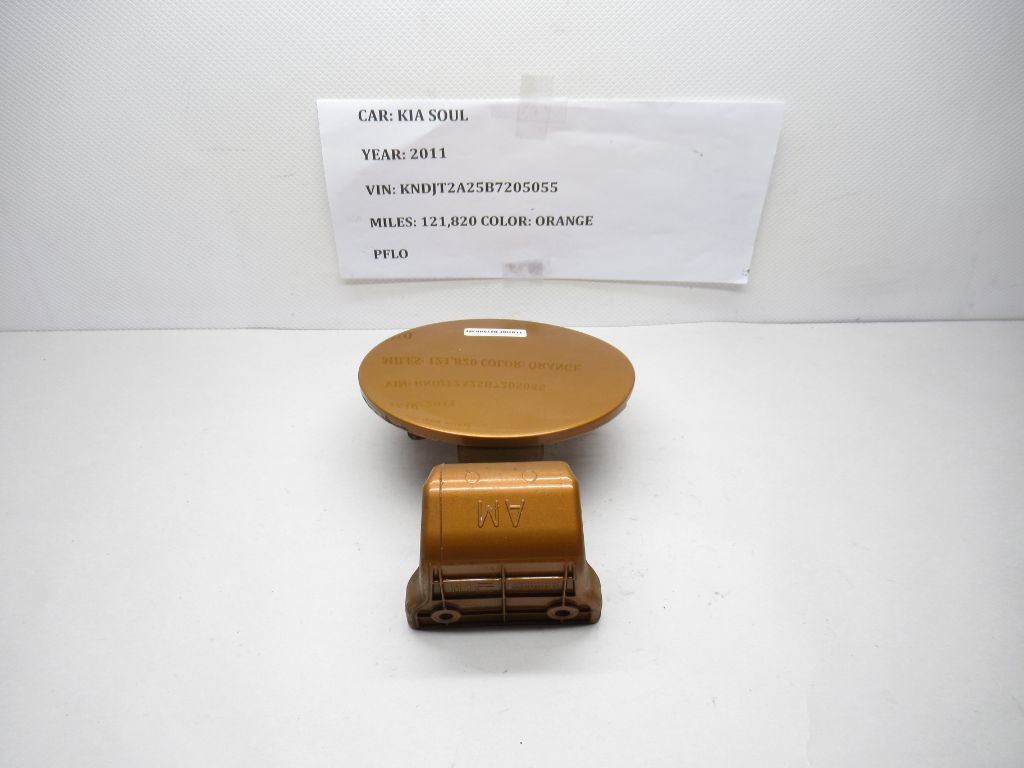 CAR: KIA SOUL
YEAR: 2011
VIN: KNDJT2A25B7205055
MILES: 121,820 COLOR: ORANGE
PFLO
AM